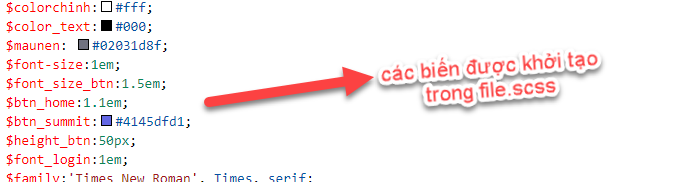 $colorchinh: #fff;
$color_text: #000;
$maunen: #02031d8f;
$font-size:1em;
$font_size_btn:1.5em;
$btn_home:1.1em;
$btn_summit: #4145dfd1;
$height_btn:50px;
$font_login:1em;
$family:'Times New Roman', Times, serif;
các biến được khởi tạo
trong file.scss